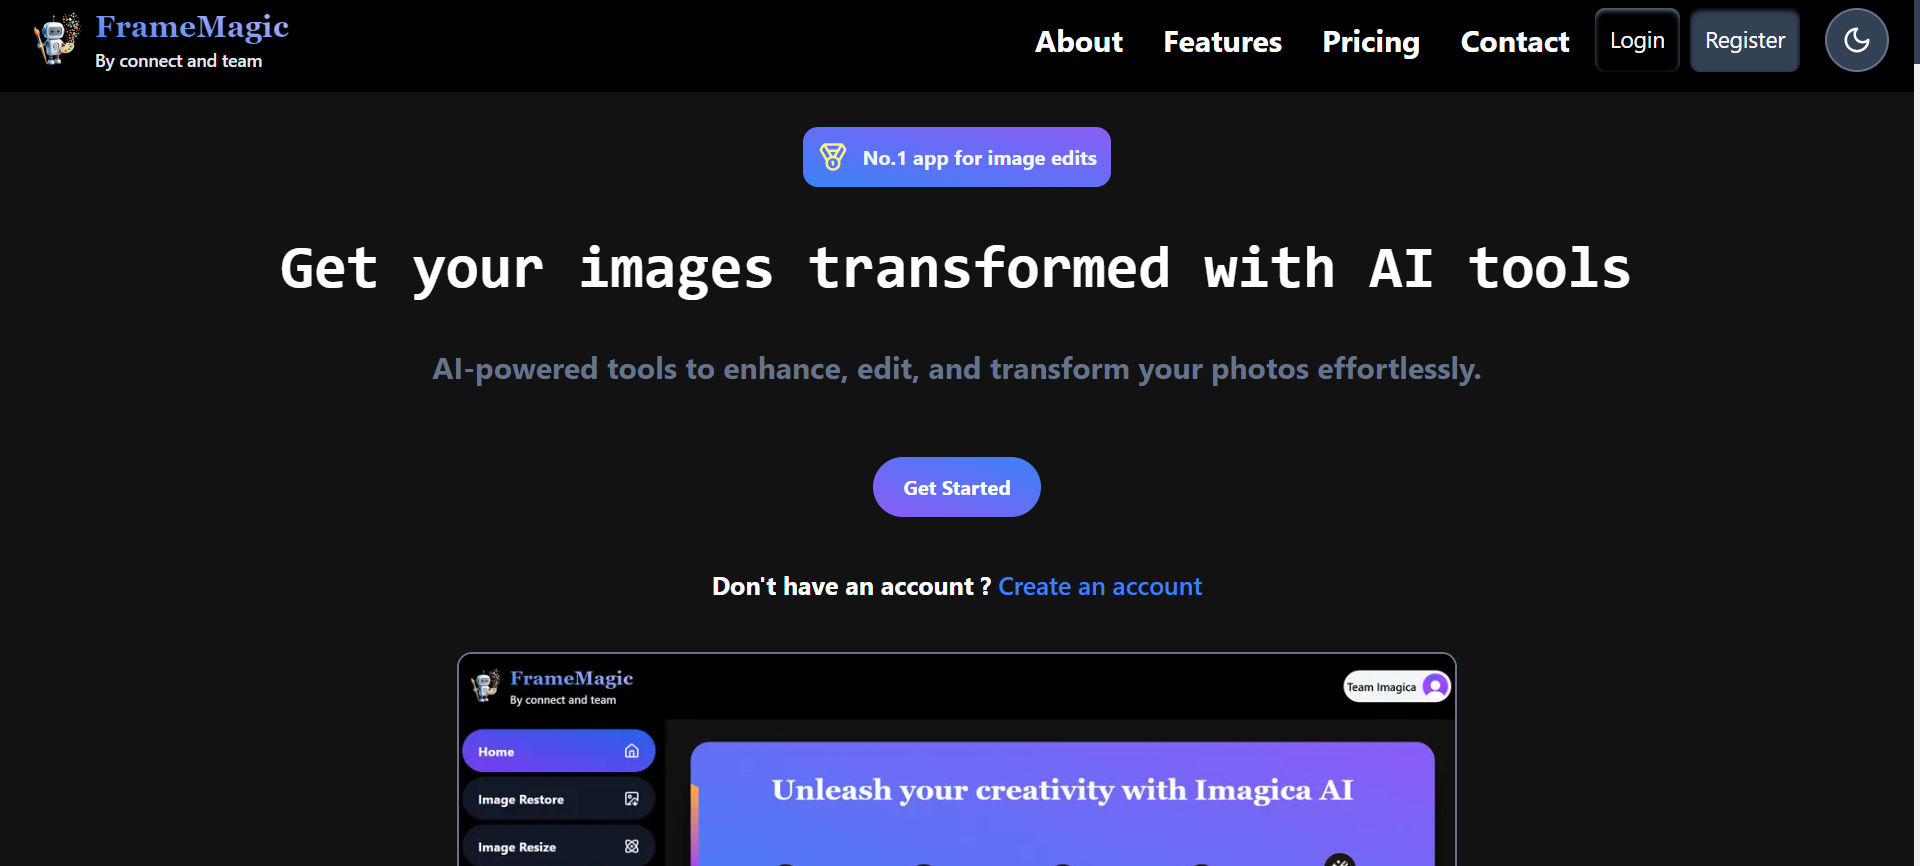 FrameMagic
By connect and team
About
Features
Pricing
Contact
Login
Register
No.1 app for image edits
Get your images transformed with AI tools
AI-powered tools to enhance, edit, and transform your photos effortlessly.
Get Started
Don't have an account ? Create an account
FrameMagic
By connect and team
Team Imagica
Home
Image Restore
Image Resize
Unleash your creativity with Imagica AI